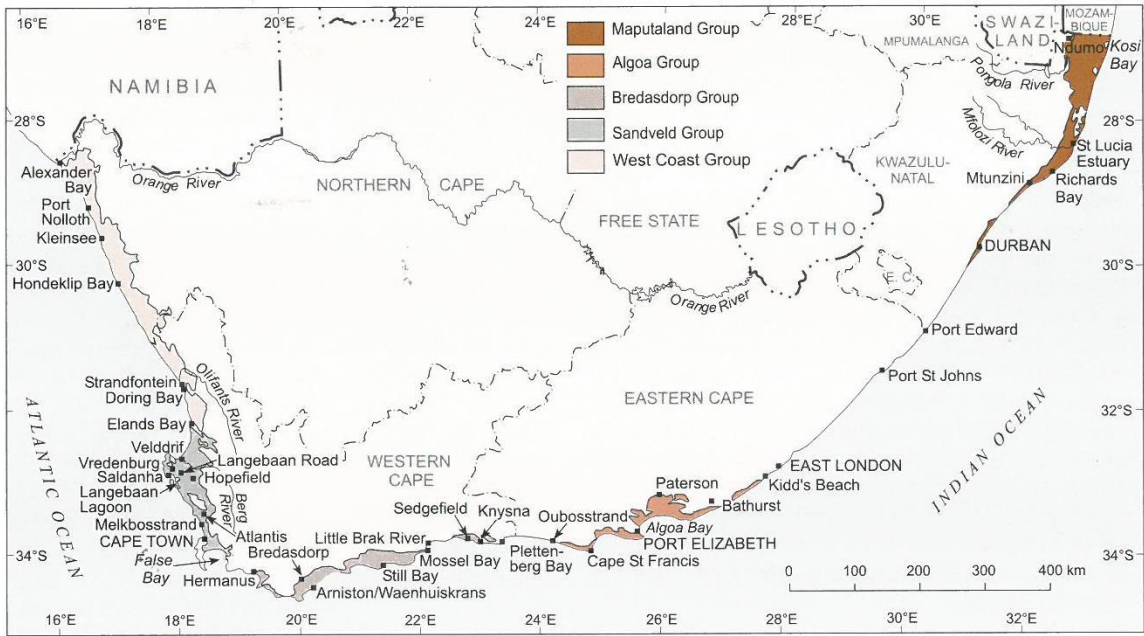 16°E
18°E
20°E
22°E
24°E
26°E
28°E
30°E
32°E
Maputaland Group
Algoa Group
Bredasdorp Group
Sandveld Group
West Coast Group
SWAZI-
LAND
MOZAM-
BIQUE
MPUMALANGA
Ndumo
Kosi
Bay
Pongola River
NAMIBIA
28°S
28°S
Mfolozi River
St Lucia
Estuary
Alexander
Bay
Orange River
NORTHERN CAPE
KWAZULU-
NATAL
Mtunzini
Richards
Bay
Port
Nolloth
Kleinsee
FREE STATE
LESOTHO
DURBAN
30°S
30°S
Hondeklip Bay
E.C.
Orange River
Port Edward
Strandfontein
Doring Bay
Olifants River
Port St Johns
EASTERN CAPE
ATLANTIC OCEAN
INDIAN OCEAN
Elands Bay
32°S
Velddrif
Vredenburg
Langebaan Road
Saldanha
Hopefield
Langebaan
Lagoon
Berg
River
WESTERN
CAPE
EAST LONDON
Kidd's Beach
Paterson
Bathurst
Sedgefield
Knysna
Oubosstrand
Algoa Bay
Melkbosstrand
Atlantis
CAPE TOWN
Bredasdorp
Little Brak River
PORT ELIZABETH
34°S
34°S
False
Bay
Mossel Bay
Pletten-
berg Bay
Cape St Francis
Hermanus
Still Bay
Arniston/Waenhuiskrans
0
100
200
300
400 km
16°E
18°E
20°E
22°E
24°E
26°E
28°E
30°E
32°E